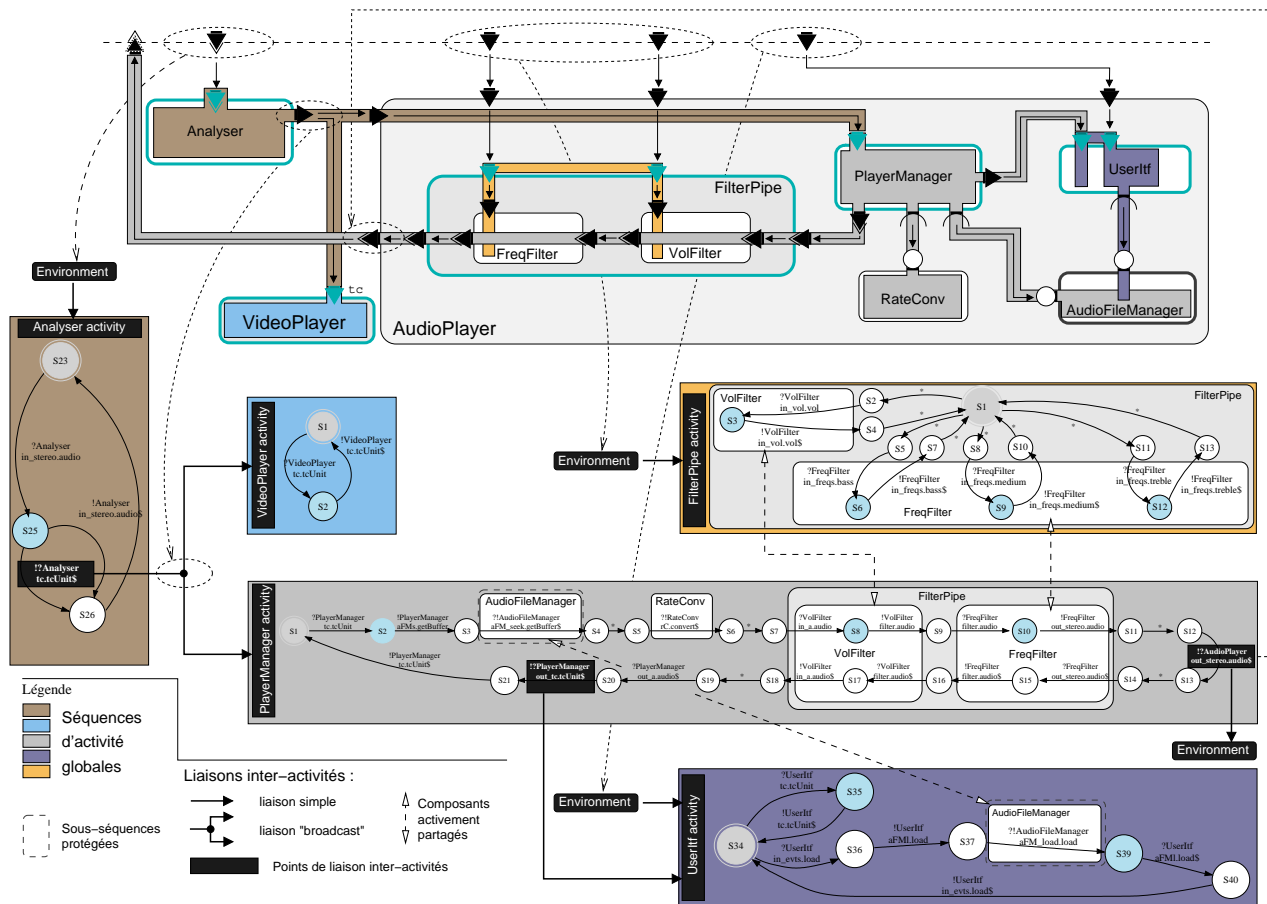 Analyser
PlayerManager
UserItf
FilterPipe
FreqFilter
VolFilter
Environment
tc
VideoPlayer
AudioPlayer
RateConv
AudioFileManager
Analyser activity
S23
?Analyser
in_stereo.audio
!Analyser
in_stereo.audio$
S25
!?Analyser
tc.tcUnit$
S26
VideoPlayer activity
S1
!VideoPlayer
tc.tcUnit$
?VideoPlayer
tc.tcUnit
S2
Environment
FilterPipe activity
VolFilter
FilterPipe
S3
?VolFilter
in_vol.vol
S2
S1
S4
!VolFilter
in_vol.vol$
S5
S7
S8
S10
S11
S13
?FreqFilter
in_freqs.bass
!FreqFilter
in_freqs.bass$
?FreqFilter
in_freqs.medium
!FreqFilter
in_freqs.medium$
?FreqFilter
in_freqs.treble
!FreqFilter
in_freqs.treble$
S6
FreqFilter
S9
S12
PlayerManager activity
S1
?PlayerManager
tc.tcUnit
S2
!PlayerManager
aFMs.getBuffer
S3
AudioFileManager
?!AudioFileManager
aFM_seek.getBuffer$
S4
*
S5
RateConv
?!RateConv
rC.convert$
S6
*
S7
FilterPipe
?VolFilter
in_a.audio
S8
!VolFilter
filter.audio
VolFilter
S9
?FreqFilter
filter.audio
S10
!FreqFilter
out_stereo.audio
FreqFilter
S11
*
S12
!?AudioPlayer
out_stereo.audio$
!PlayerManager
tc.tcUnit$
S21
!?PlayerManager
out_tc.tcUnit$
S20
?PlayerManager
out_a.audio$
S19
*
S18
!VolFilter
in_a.audio$
S17
?VolFilter
filter.audio$
S16
!FreqFilter
filter.audio$
S15
?FreqFilter
out_stereo.audio$
S14
*
S13
Environment
Légende
Séquences
d'activité
globales
Sous−séquences
protégées
Liaisons inter−activités :
liaison simple
liaison "broadcast"
Points de liaison inter−activités
Composants
activement
partagés
Environment
UserItf activity
?UserItf
tc.tcUnit
S35
!UserItf
tc.tcUnit$
S34
?UserItf
in_evts.load
S36
!UserItf
aFMl.load
S37
AudioFileManager
?!AudioFileManager
aFM_load.load
S39
?UserItf
aFMl.load$
S40
!UserItf
in_evts.load$